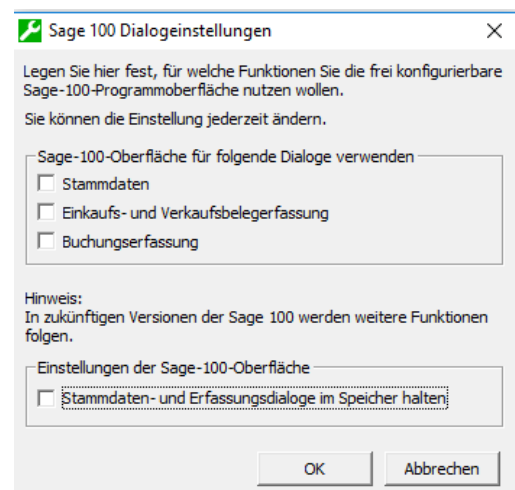 Sage 100 Dialogeinstellungen
Legen Sie hier fest, für welche Funktionen Sie die frei konfigurierbare
Sage-100-Programmoberfläche nutzen wollen.
Sie können die Einstellung jederzeit ändern.
Sage-100-Oberfläche für folgende Dialoge verwenden
Stammdaten
Einkaufs- und Verkaufsbelegerfassung
Buchungserfassung
Hinweis:
In zukünftigen Versionen der Sage 100 werden weitere Funktionen
folgen.
Einstellungen der Sage-100-Oberfläche
Stammdaten- und Erfassungsdialoge im Speicher halten
OK Abbrechen